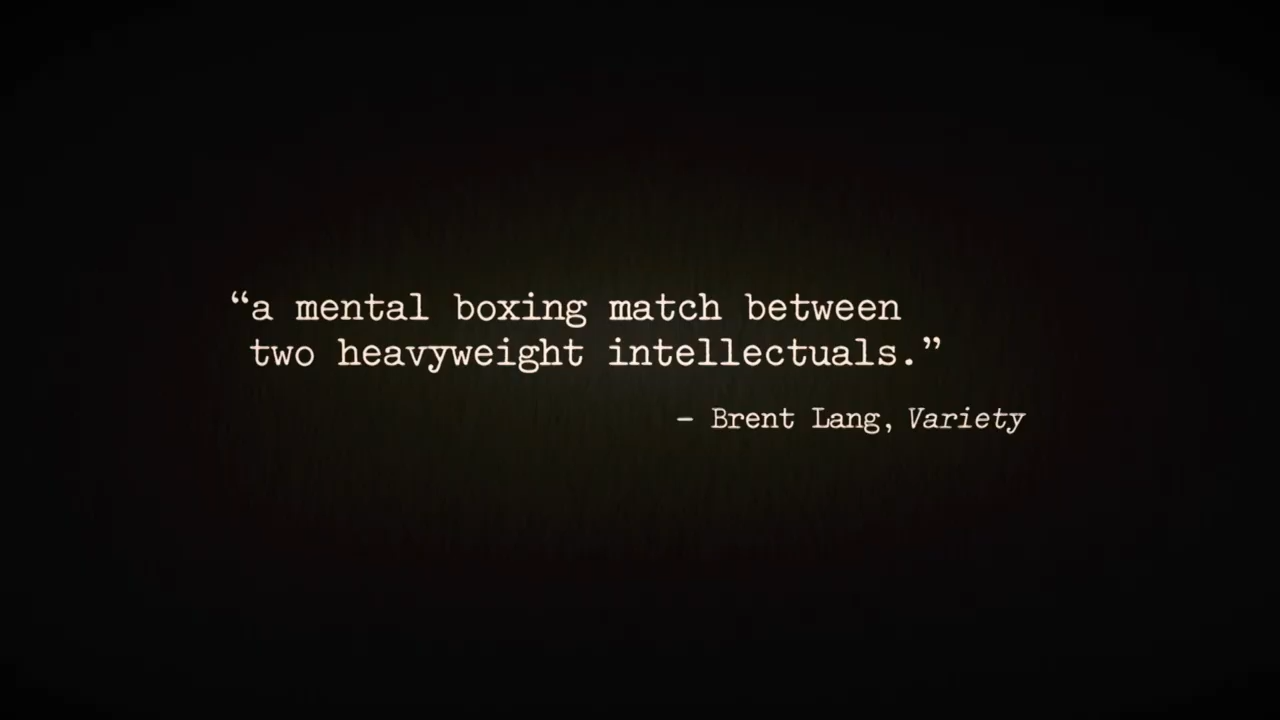 “a mental boxing match between
two heavyweight intellectuals.”
– Brent Lang, Variety